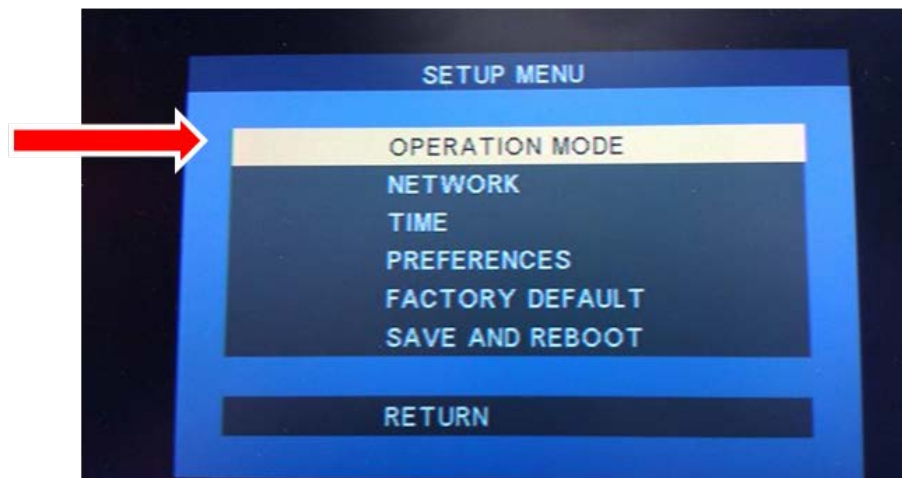 SETUP MENU
OPERATION MODE
NETWORK
TIME
PREFERENCES
FACTORY DEFAULT
SAVE AND REBOOT
RETURN